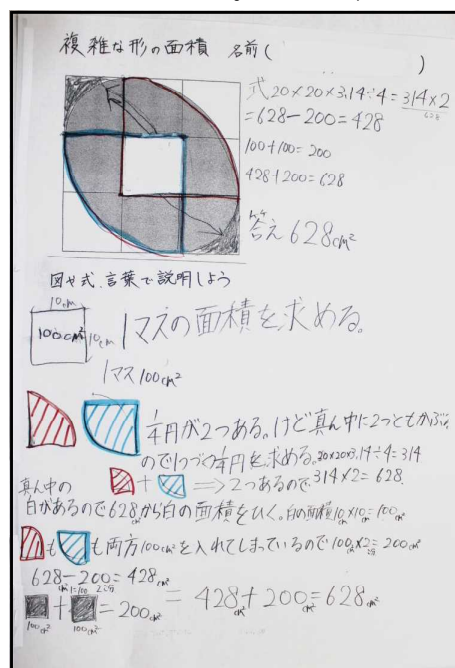 複雑な形の面積 名前( )
式 20×20×3.14÷4=314×2
628
=628-200=428
100+100=200
428+200=628
答え 628cm²
図や式、言葉で説明しよう
10cm
100cm² 10cm
1マスの面積を求める。
1マス100cm²
1/4円が2つある。けど真ん中に2つともかぶる
ので1つづつ1/4円を求める。20×20×3.14÷4=314
真ん中の + ⇒ 2つあるので 314×2=628
白があるので628から白の面積をひく。白の面積10×10=100cm²
も も両方100cm²を入れてしまっているので100×2=200cm²
628-200=428cm²
+ =200cm² = 428+200=628cm²
100cm² 100cm²